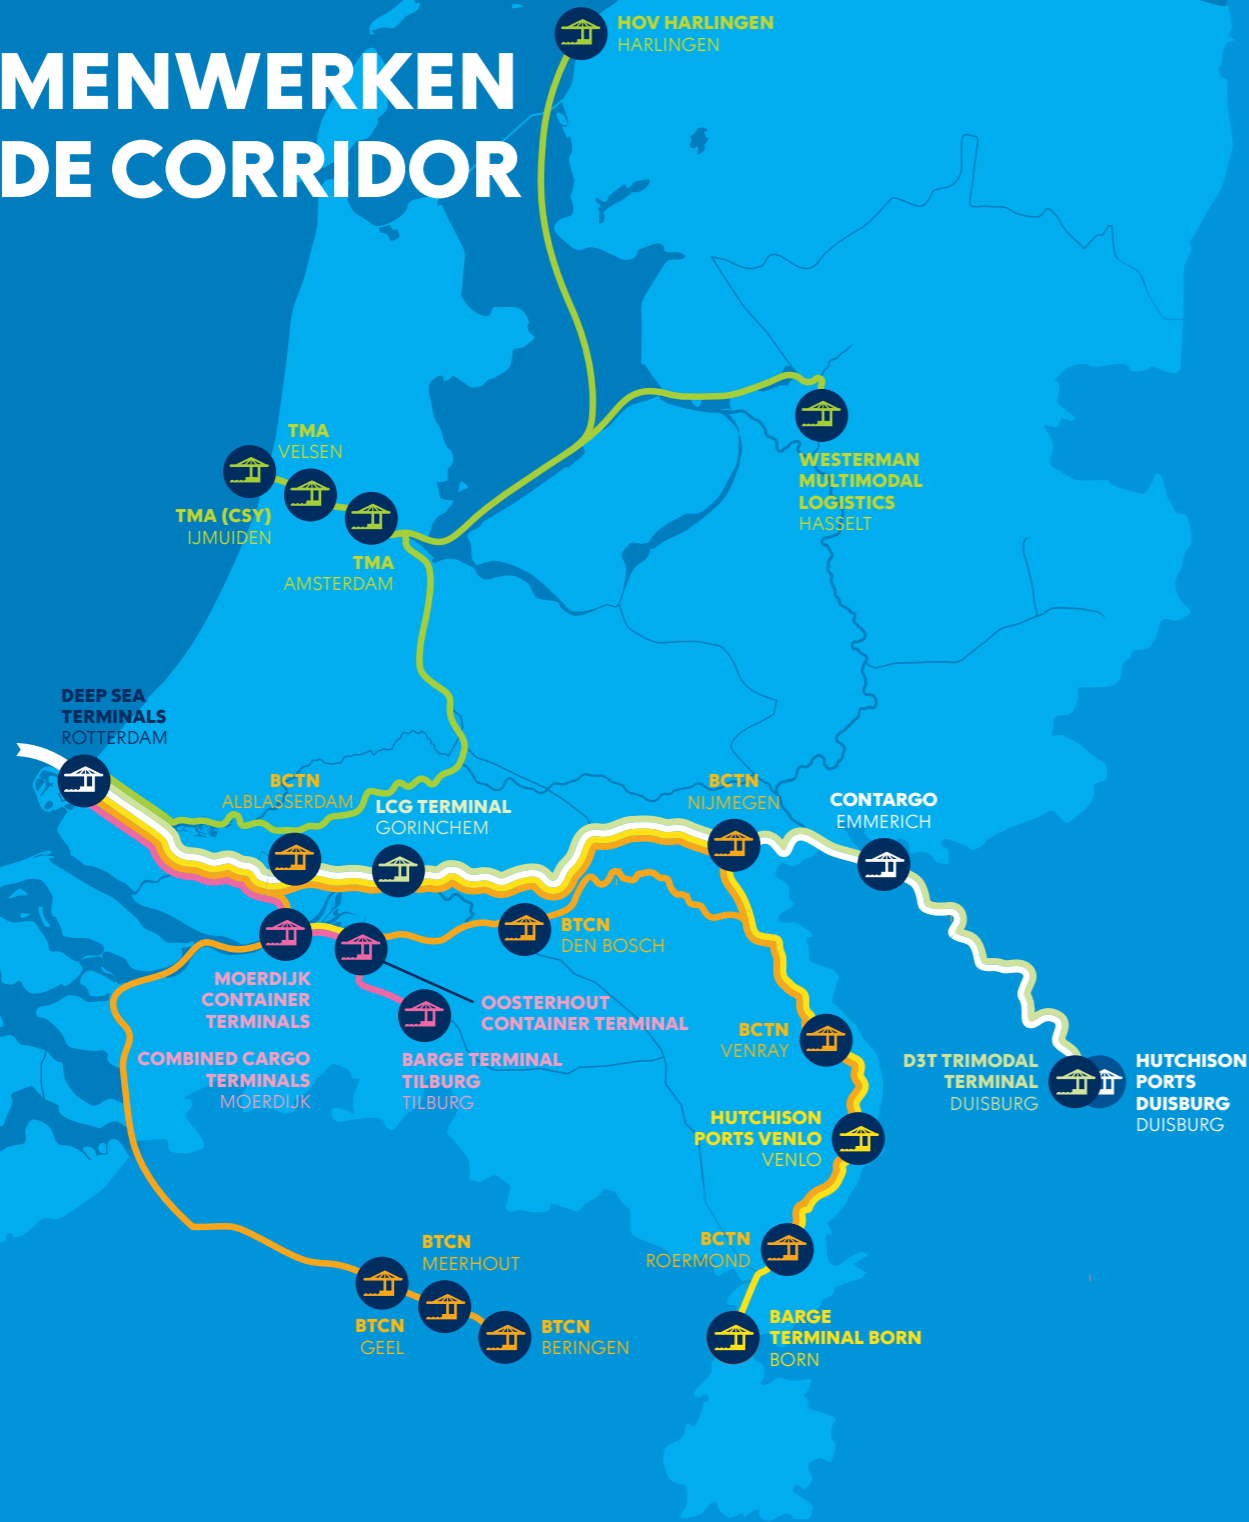 HOV HARLINGEN
HARLINGEN
MENWERKEN
DE CORRIDOR
TMA
VELSEN
TMA (CSY)
IJMUIDEN
TMA
AMSTERDAM
WESTERMAN
MULTIMODAL
LOGISTICS
HASSELT
DEEP SEA
TERMINALS
ROTTERDAM
BCTN
ALBLASSERDAM
LCG TERMINAL
GORINCHEM
BCTN
NIJMEGEN
CONTARGO
EMMERICH
BTCN
DEN BOSCH
MOERDIJK
CONTAINER
TERMINALS
COMBINED CARGO
TERMINALS
MOERDIJK
OOSTERHOUT
CONTAINER TERMINAL
BARGE TERMINAL
TILBURG
TILBURG
BCTN
VENRAY
D3T TRIMODAL
TERMINAL
DUISBURG
HUTCHISON
PORTS
DUISBURG
DUISBURG
HUTCHISON
PORTS VENLO
VENLO
BCTN
ROERMOND
BTCN
MEERHOUT
BTCN
GEEL
BTCN
BERINGEN
BARGE
TERMINAL BORN
BORN